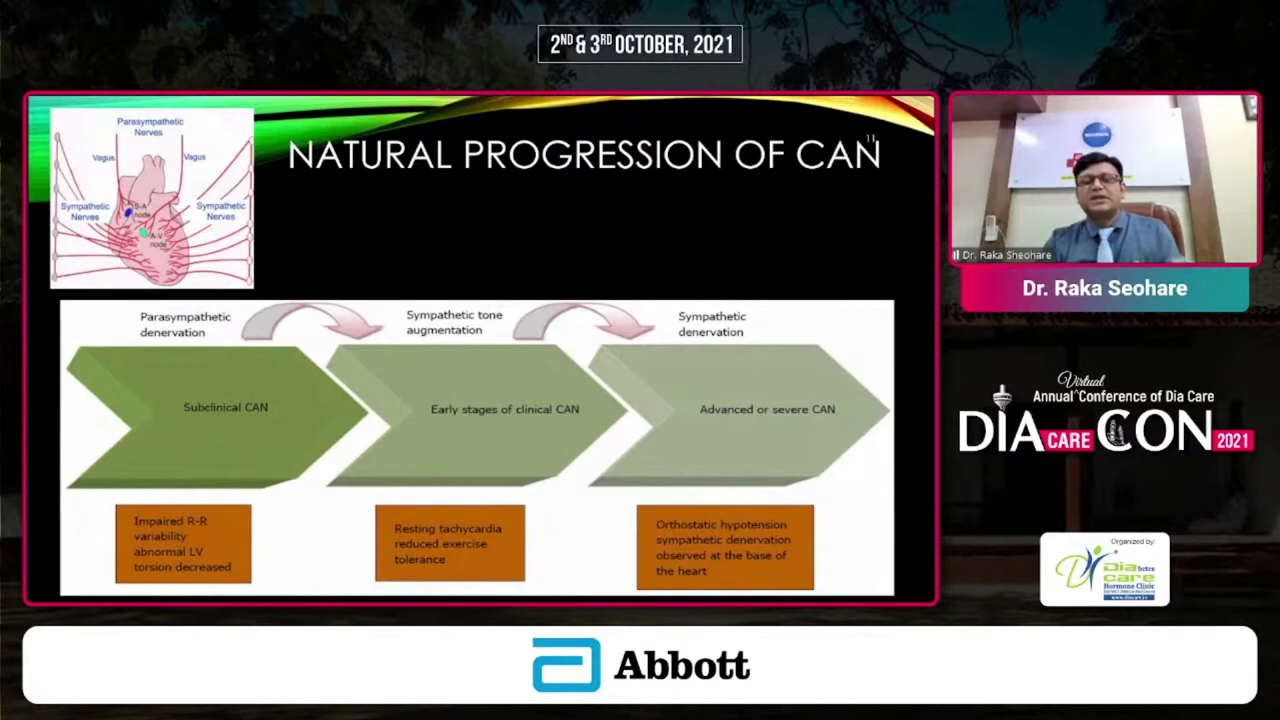 2ND & 3RD OCTOBER, 2021
Parasympathetic
Nerves
Vagus
Vagus
Sympathetic
Nerves
Sympathetic
Nerves
S-A
node
A-V
node
NATURAL PROGRESSION OF CAN
11
Parasympathetic
denervation
Sympathetic tone
augmentation
Sympathetic
denervation
Subclinical CAN
Early stages of clinical CAN
Advanced or severe CAN
Impaired R-R
variability
abnormal LV
torsion decreased
Resting tachycardia
reduced exercise
tolerance
Orthostatic hypotension
sympathetic denervation
observed at the base of
the heart
Dr. Raka Sheohare
Dr. Raka Seohare
Virtual
Annual ^ Conference of Dia Care
DIA CARE CON 2021
Organized by:
Diabetes
care
Hormone Clinic
Abbott